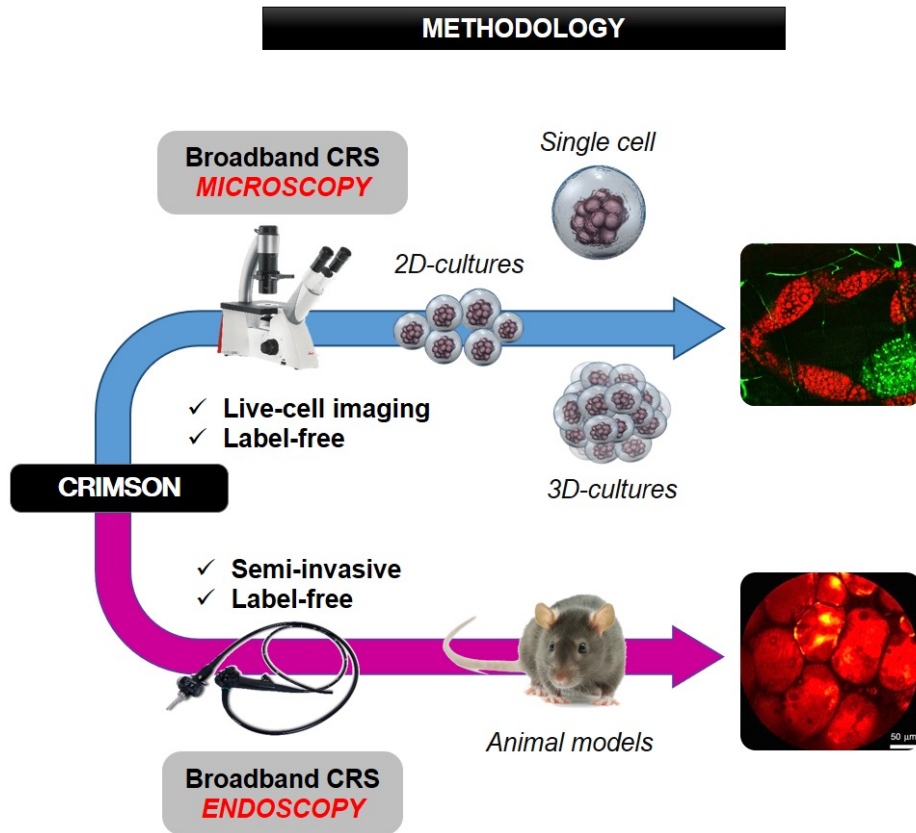 METHODOLOGY
Broadband CRS
MICROSCOPY
Single cell
2D-cultures
✓ Live-cell imaging
✓ Label-free
3D-cultures
CRIMSON
✓ Semi-invasive
✓ Label-free
Animal models
50 µm
Broadband CRS
ENDOSCOPY